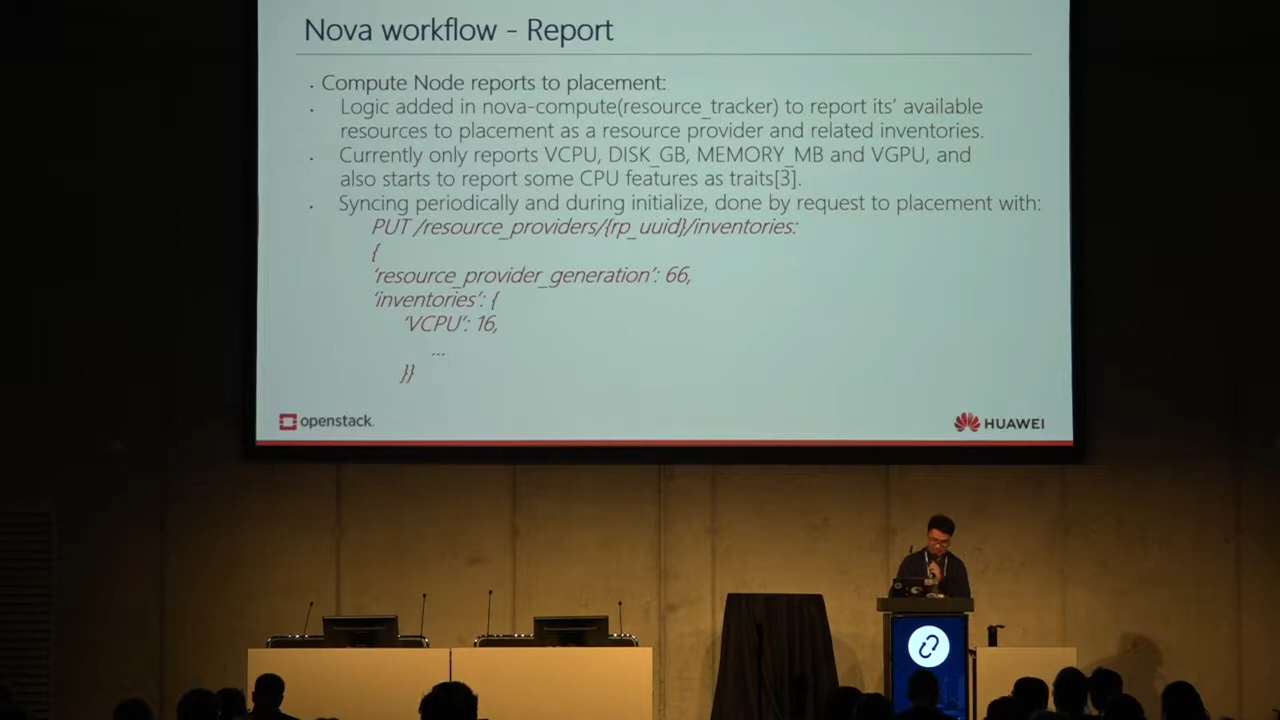 Nova workflow - Report
. Compute Node reports to placement:
. Logic added in nova-compute(resource_tracker) to report its’ available
resources to placement as a resource provider and related inventories.
. Currently only reports VCPU, DISK_GB, MEMORY_MB and VGPU, and
also starts to report some CPU features as traits[3].
. Syncing periodically and during initialize, done by request to placement with:
PUT /resource_providers/{rp_uuid}/inventories:
{
‘resource_provider_generation’: 66,
‘inventories’: {
‘VCPU’: 16,
...
}}
openstack.
HUAWEI